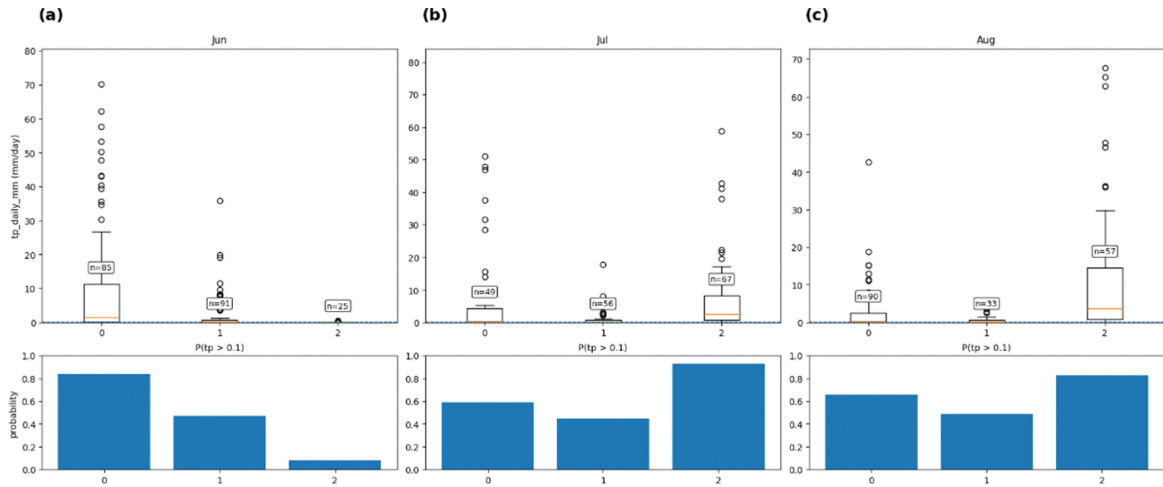 (a)
Jun
tp_daily_mm (mm/day)
80
70
60
50
40
30
20
10
0
n=85
n=91
n=25
0 1 2
probability
1.0
0.8
0.6
0.4
0.2
0.0
0 1 2
(b)
Jul
80
70
60
50
40
30
20
10
0
n=49
n=56
n=67
0 1 2
P(tp > 0.1)
1.0
0.8
0.6
0.4
0.2
0.0
0 1 2
(c)
Aug
70
60
50
40
30
20
10
0
n=90
n=33
n=57
0 1 2
P(tp > 0.1)
1.0
0.8
0.6
0.4
0.2
0.0
0 1 2
P(tp > 0.1)